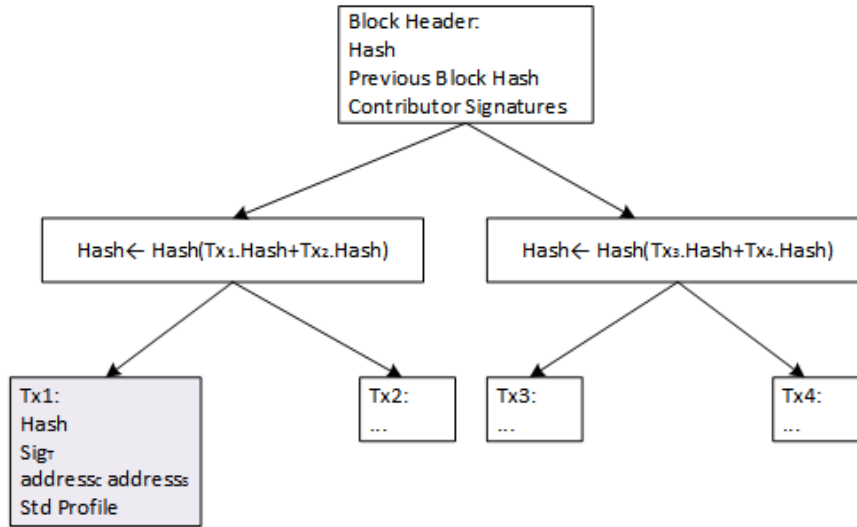 Block Header:
Hash
Previous Block Hash
Contributor Signatures
Hash← Hash(Tx₁.Hash+Tx₂.Hash)
Hash← Hash(Tx₃.Hash+Tx₄.Hash)
Tx1:
Hash
Sigᴛ
addressc addresss
Std Profile
Tx2:
...
Tx3:
...
Tx4:
...